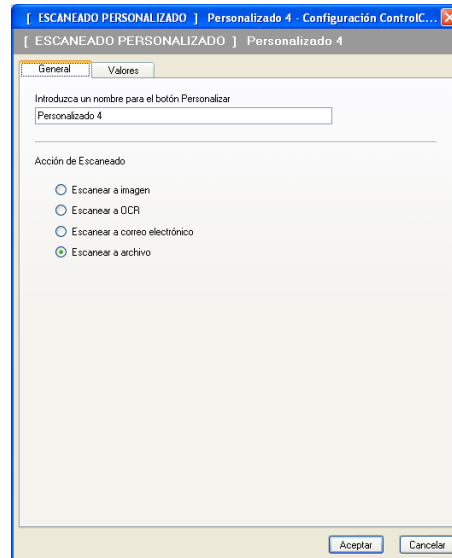 [ ESCANEADO PERSONALIZADO ] Personalizado 4 - Configuración ControlC...
[ ESCANEADO PERSONALIZADO ] Personalizado 4
General Valores
Introduzca un nombre para el botón Personalizar
Personalizado 4
Acción de Escaneado
Escanear a imagen
Escanear a OCR
Escanear a correo electrónico
Escanear a archivo
Aceptar Cancelar